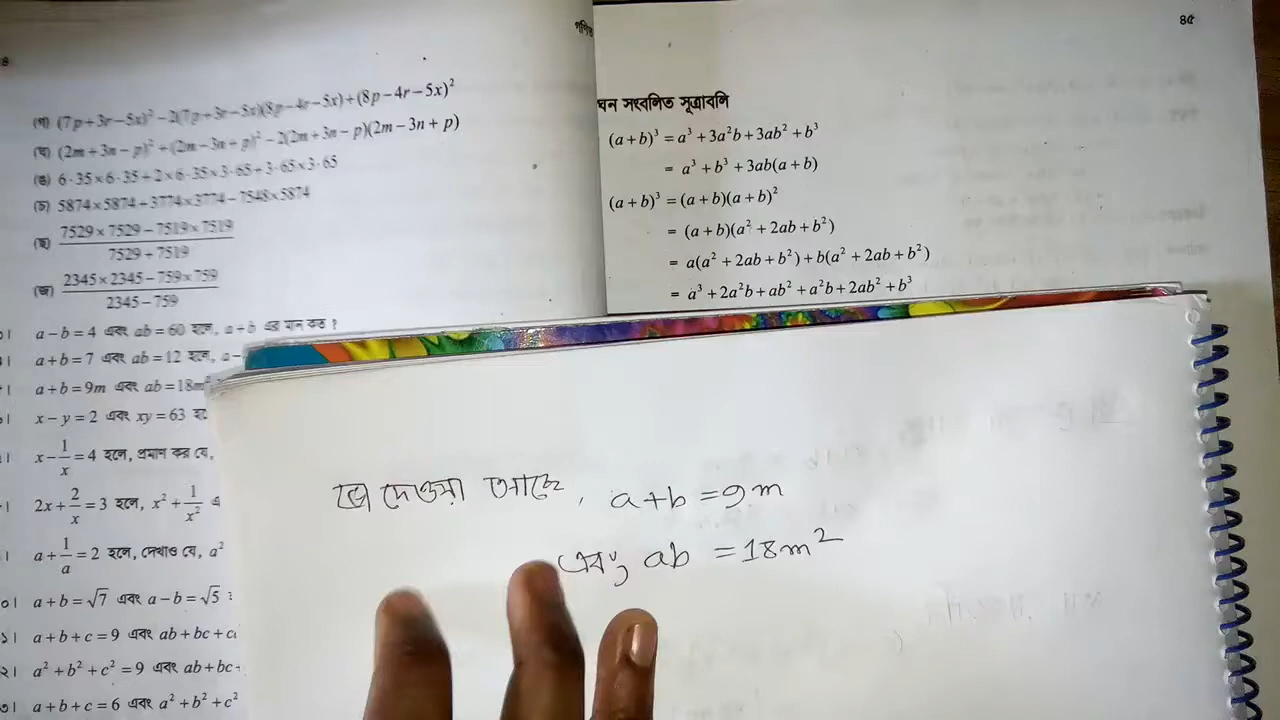 ৪
গণিত
(গ) (7p+3r−5x)² −2(7p+3r−5x)(8p−4r−5x)+(8p−4r−5x)²
(ঘ) (2m+3n−p)² +(2m−3n+p)² −2(2m+3n−p)(2m−3n+p)
(ঙ) 6·35×6·35+2×6·35×3·65+3·65×3·65
(চ) 5874×5874+3774×3774−7548×5874
(ছ) 7529×7529−7519×7519
7529+7519
(জ) 2345×2345−759×759
2345−759
। a−b=4 এবং ab=60 হলে, a+b এর মান কত ?
। a+b=7 এবং ab=12 হলে, a−
। a+b=9m এবং ab=18m²
। x−y=2 এবং xy=63 হ
। x−1/x=4 হলে, প্রমাণ কর যে,
। 2x+2/x=3 হলে, x²+1/x²
। a+1/a=2 হলে, দেখাও যে, a²
০। a+b=√7 এবং a−b=√5 :
১। a+b+c=9 এবং ab+bc+c
২। a²+b²+c²=9 এবং ab+bc+
৩। a+b+c=6 এবং a²+b²+c²
৪৫
ঘন সংবলিত সূত্রাবলি
(a+b)³ = a³+3a²b+3ab²+b³
= a³+b³+3ab(a+b)
(a+b)³ = (a+b)(a+b)²
= (a+b)(a²+2ab+b²)
= a(a²+2ab+b²)+b(a²+2ab+b²)
= a³+2a²b+ab²+a²b+2ab²+b³
দেওয়া আছে, a+b=9m
এবং, ab =18m²